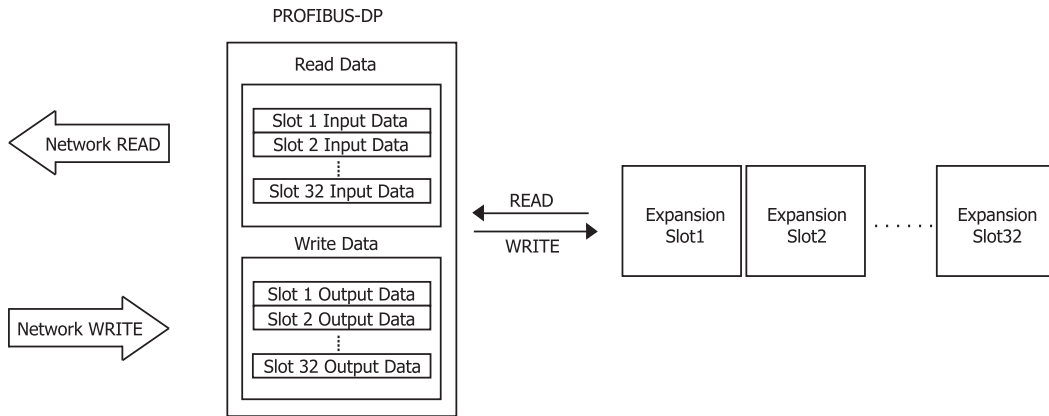 PROFIBUS-DP
Read Data
Slot 1 Input Data
Slot 2 Input Data
Slot 32 Input Data
Network READ
Write Data
Slot 1 Output Data
Slot 2 Output Data
Slot 32 Output Data
Network WRITE
READ
WRITE
Expansion
Slot1
Expansion
Slot2
Expansion
Slot32